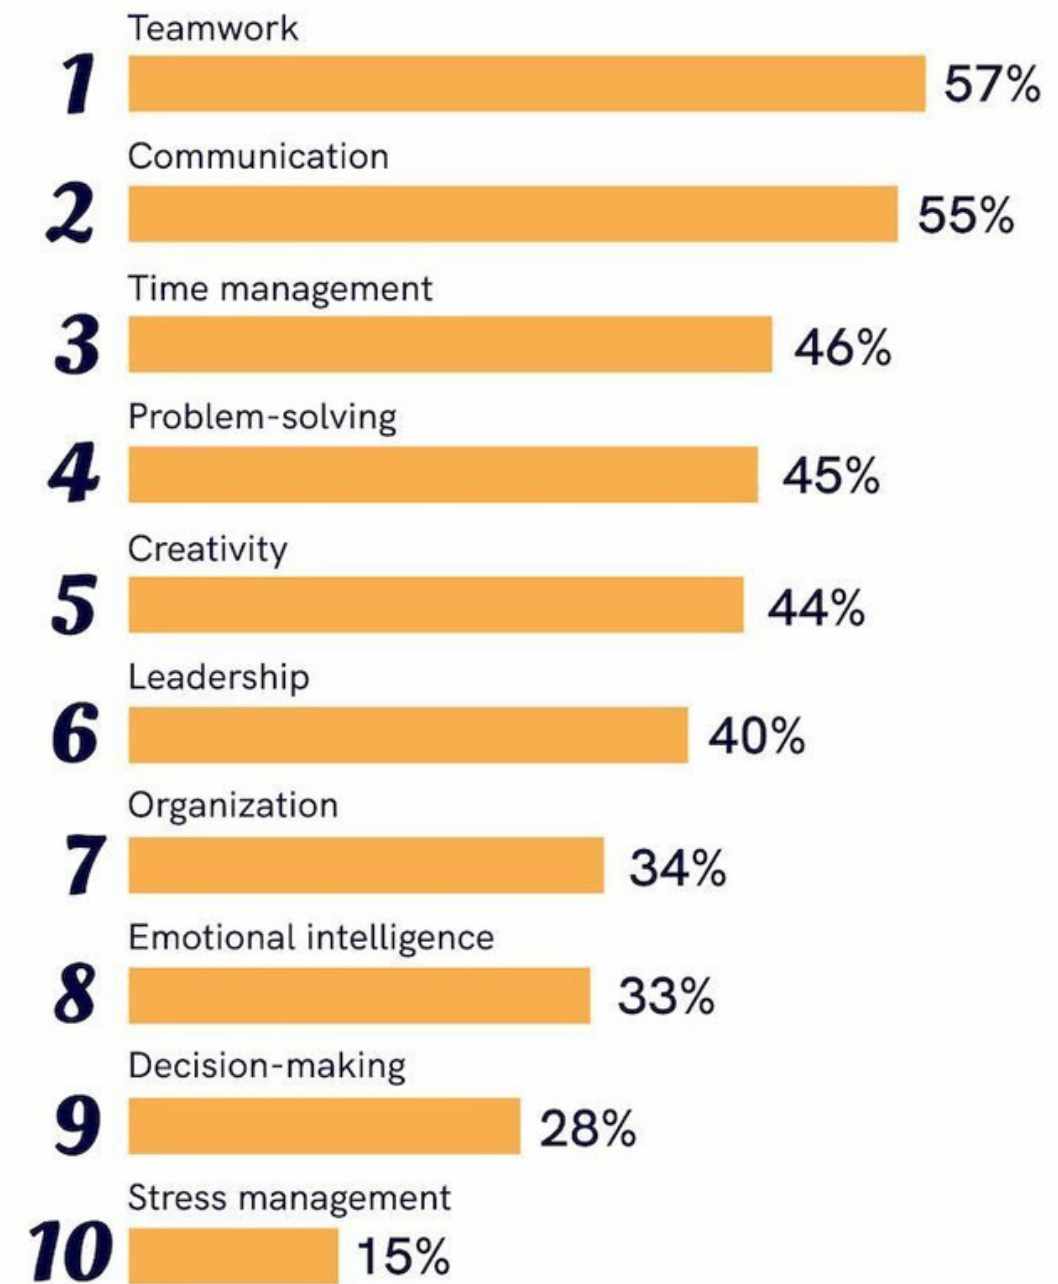 Teamwork
1 57%
Communication
2 55%
Time management
3 46%
Problem-solving
4 45%
Creativity
5 44%
Leadership
6 40%
Organization
7 34%
Emotional intelligence
8 33%
Decision-making
9 28%
Stress management
10 15%